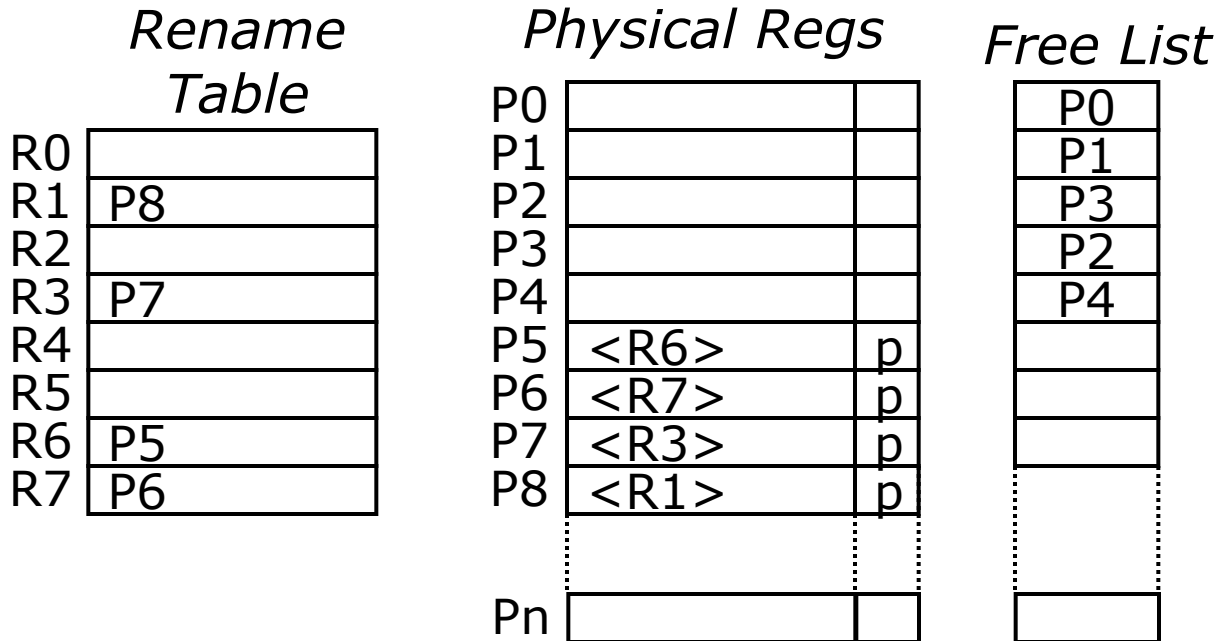 Rename
Table
R0
R1 P8
R2
R3 P7
R4
R5
R6 P5
R7 P6
Physical Regs
P0
P1
P2
P3
P4
P5 <R6> p
P6 <R7> p
P7 <R3> p
P8 <R1> p
Pn
Free List
P0
P1
P3
P2
P4